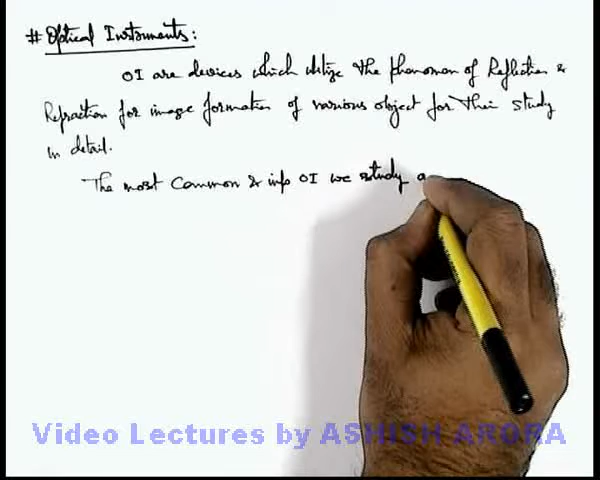 # Optical Instruments:
OI are devices which utilize the phenomon of Reflection &
Refraction for image formation of various object for their study
in detail.
The most Common & imp OI we study a
Video Lectures by ASHISH ARORA